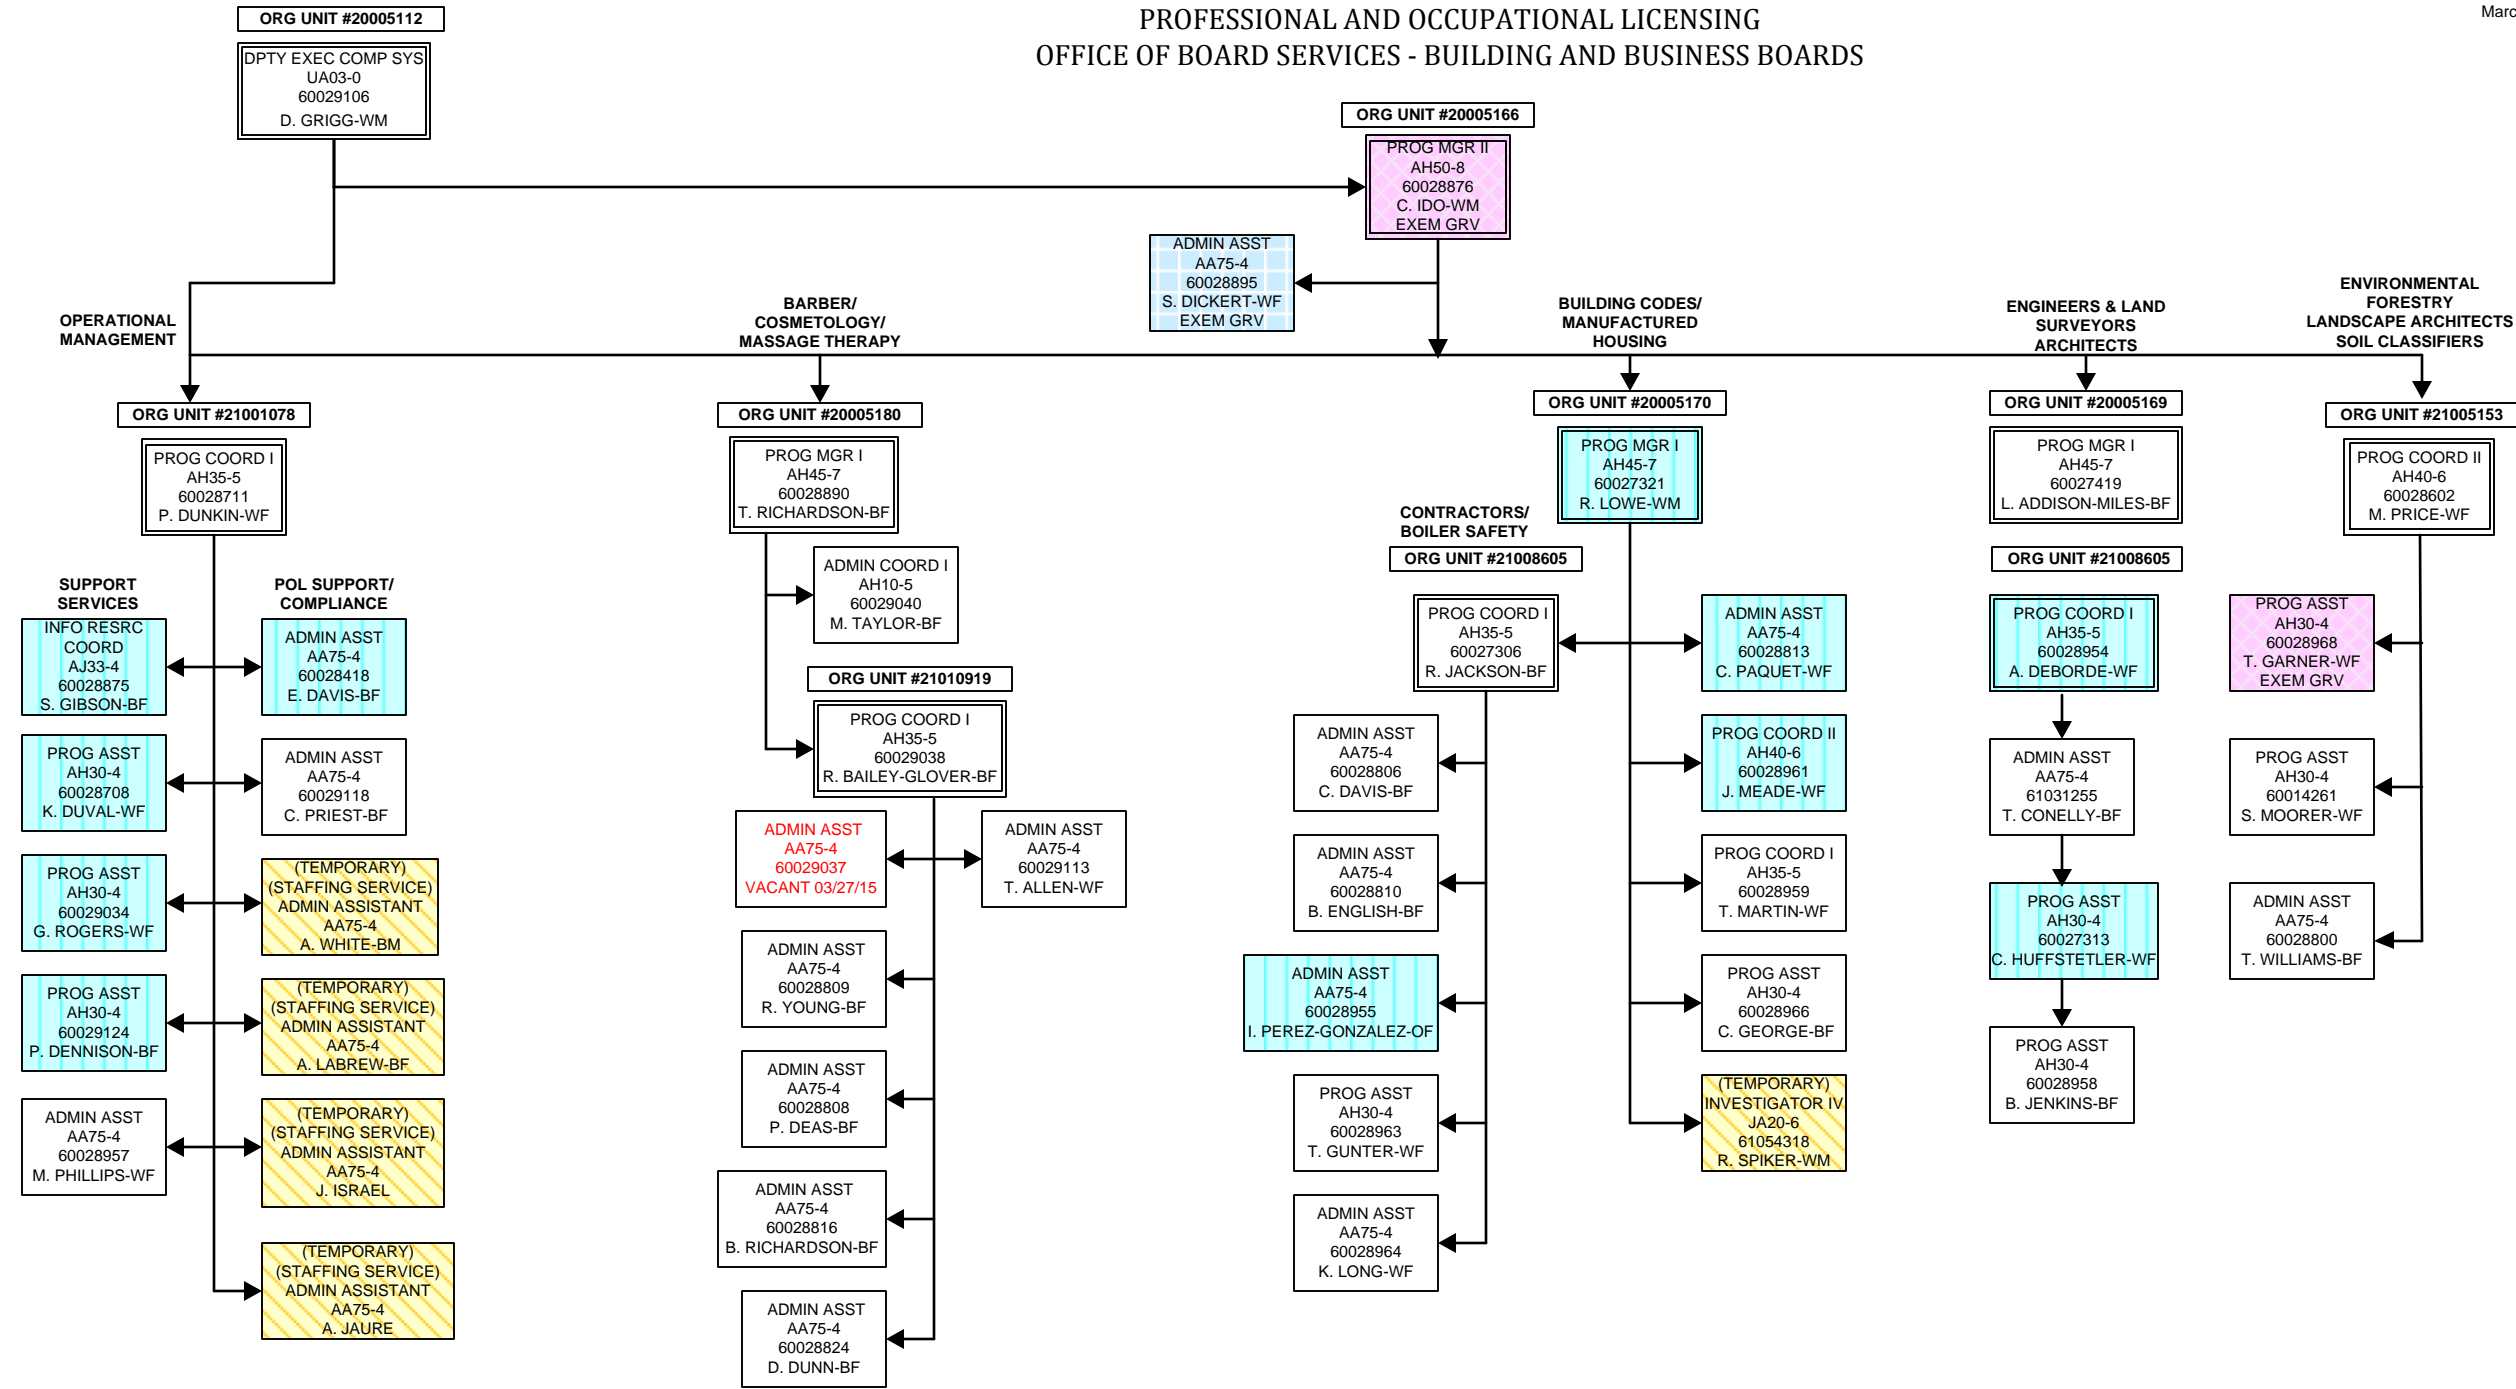 ORG UNIT #20005112
PROFESSIONAL AND OCCUPATIONAL LICENSING
OFFICE OF BOARD SERVICES - BUILDING AND BUSINESS BOARDS
Marc
DPTY EXEC COMP SYS
UA03-0
60029106
D. GRIGG-WM
ORG UNIT #20005166
PROG MGR II
AH50-8
60028876
C. IDO-WM
EXEM GRV
ADMIN ASST
AA75-4
60028895
S. DICKERT-WF
EXEM GRV
OPERATIONAL
MANAGEMENT
BARBER/
COSMETOLOGY/
MASSAGE THERAPY
BUILDING CODES/
MANUFACTURED
HOUSING
ENGINEERS & LAND
SURVEYORS
ARCHITECTS
ENVIRONMENTAL
FORESTRY
LANDSCAPE ARCHITECTS
SOIL CLASSIFIERS
ORG UNIT #21001078
PROG COORD I
AH35-5
60028711
P. DUNKIN-WF
SUPPORT
SERVICES
POL SUPPORT/
COMPLIANCE
INFO RESRC
COORD
AJ33-4
60028875
S. GIBSON-BF
ADMIN ASST
AA75-4
60028418
E. DAVIS-BF
PROG ASST
AH30-4
60028708
K. DUVAL-WF
ADMIN ASST
AA75-4
60029118
C. PRIEST-BF
PROG ASST
AH30-4
60029034
G. ROGERS-WF
(TEMPORARY)
(STAFFING SERVICE)
ADMIN ASSISTANT
AA75-4
A. WHITE-BM
PROG ASST
AH30-4
60029124
P. DENNISON-BF
(TEMPORARY)
(STAFFING SERVICE)
ADMIN ASSISTANT
AA75-4
A. LABREW-BF
ADMIN ASST
AA75-4
60028957
M. PHILLIPS-WF
(TEMPORARY)
(STAFFING SERVICE)
ADMIN ASSISTANT
AA75-4
J. ISRAEL
(TEMPORARY)
(STAFFING SERVICE)
ADMIN ASSISTANT
AA75-4
A. JAURE
ORG UNIT #20005180
PROG MGR I
AH45-7
60028890
T. RICHARDSON-BF
ADMIN COORD I
AH10-5
60029040
M. TAYLOR-BF
ORG UNIT #21010919
PROG COORD I
AH35-5
60029038
R. BAILEY-GLOVER-BF
ADMIN ASST
AA75-4
60029037
VACANT 03/27/15
ADMIN ASST
AA75-4
60029113
T. ALLEN-WF
ADMIN ASST
AA75-4
60028809
R. YOUNG-BF
ADMIN ASST
AA75-4
60028808
P. DEAS-BF
ADMIN ASST
AA75-4
60028816
B. RICHARDSON-BF
ADMIN ASST
AA75-4
60028824
D. DUNN-BF
ORG UNIT #20005170
PROG MGR I
AH45-7
60027321
R. LOWE-WM
CONTRACTORS/
BOILER SAFETY
ORG UNIT #21008605
PROG COORD I
AH35-5
60027306
R. JACKSON-BF
ADMIN ASST
AA75-4
60028806
C. DAVIS-BF
ADMIN ASST
AA75-4
60028810
B. ENGLISH-BF
ADMIN ASST
AA75-4
60028955
I. PEREZ-GONZALEZ-OF
PROG ASST
AH30-4
60028963
T. GUNTER-WF
ADMIN ASST
AA75-4
60028964
K. LONG-WF
ADMIN ASST
AA75-4
60028813
C. PAQUET-WF
PROG COORD II
AH40-6
60028961
J. MEADE-WF
PROG COORD I
AH35-5
60028959
T. MARTIN-WF
PROG ASST
AH30-4
60028966
C. GEORGE-BF
(TEMPORARY)
INVESTIGATOR IV
JA20-6
61054318
R. SPIKER-WM
ORG UNIT #20005169
PROG MGR I
AH45-7
60027419
L. ADDISON-MILES-BF
ORG UNIT #21008605
PROG COORD I
AH35-5
60028954
A. DEBORDE-WF
ADMIN ASST
AA75-4
61031255
T. CONELLY-BF
PROG ASST
AH30-4
60027313
C. HUFFSTETLER-WF
PROG ASST
AH30-4
60028958
B. JENKINS-BF
ORG UNIT #21005153
PROG COORD II
AH40-6
60028602
M. PRICE-WF
PROG ASST
AH30-4
60028968
T. GARNER-WF
EXEM GRV
PROG ASST
AH30-4
60014261
S. MOORER-WF
ADMIN ASST
AA75-4
60028800
T. WILLIAMS-BF